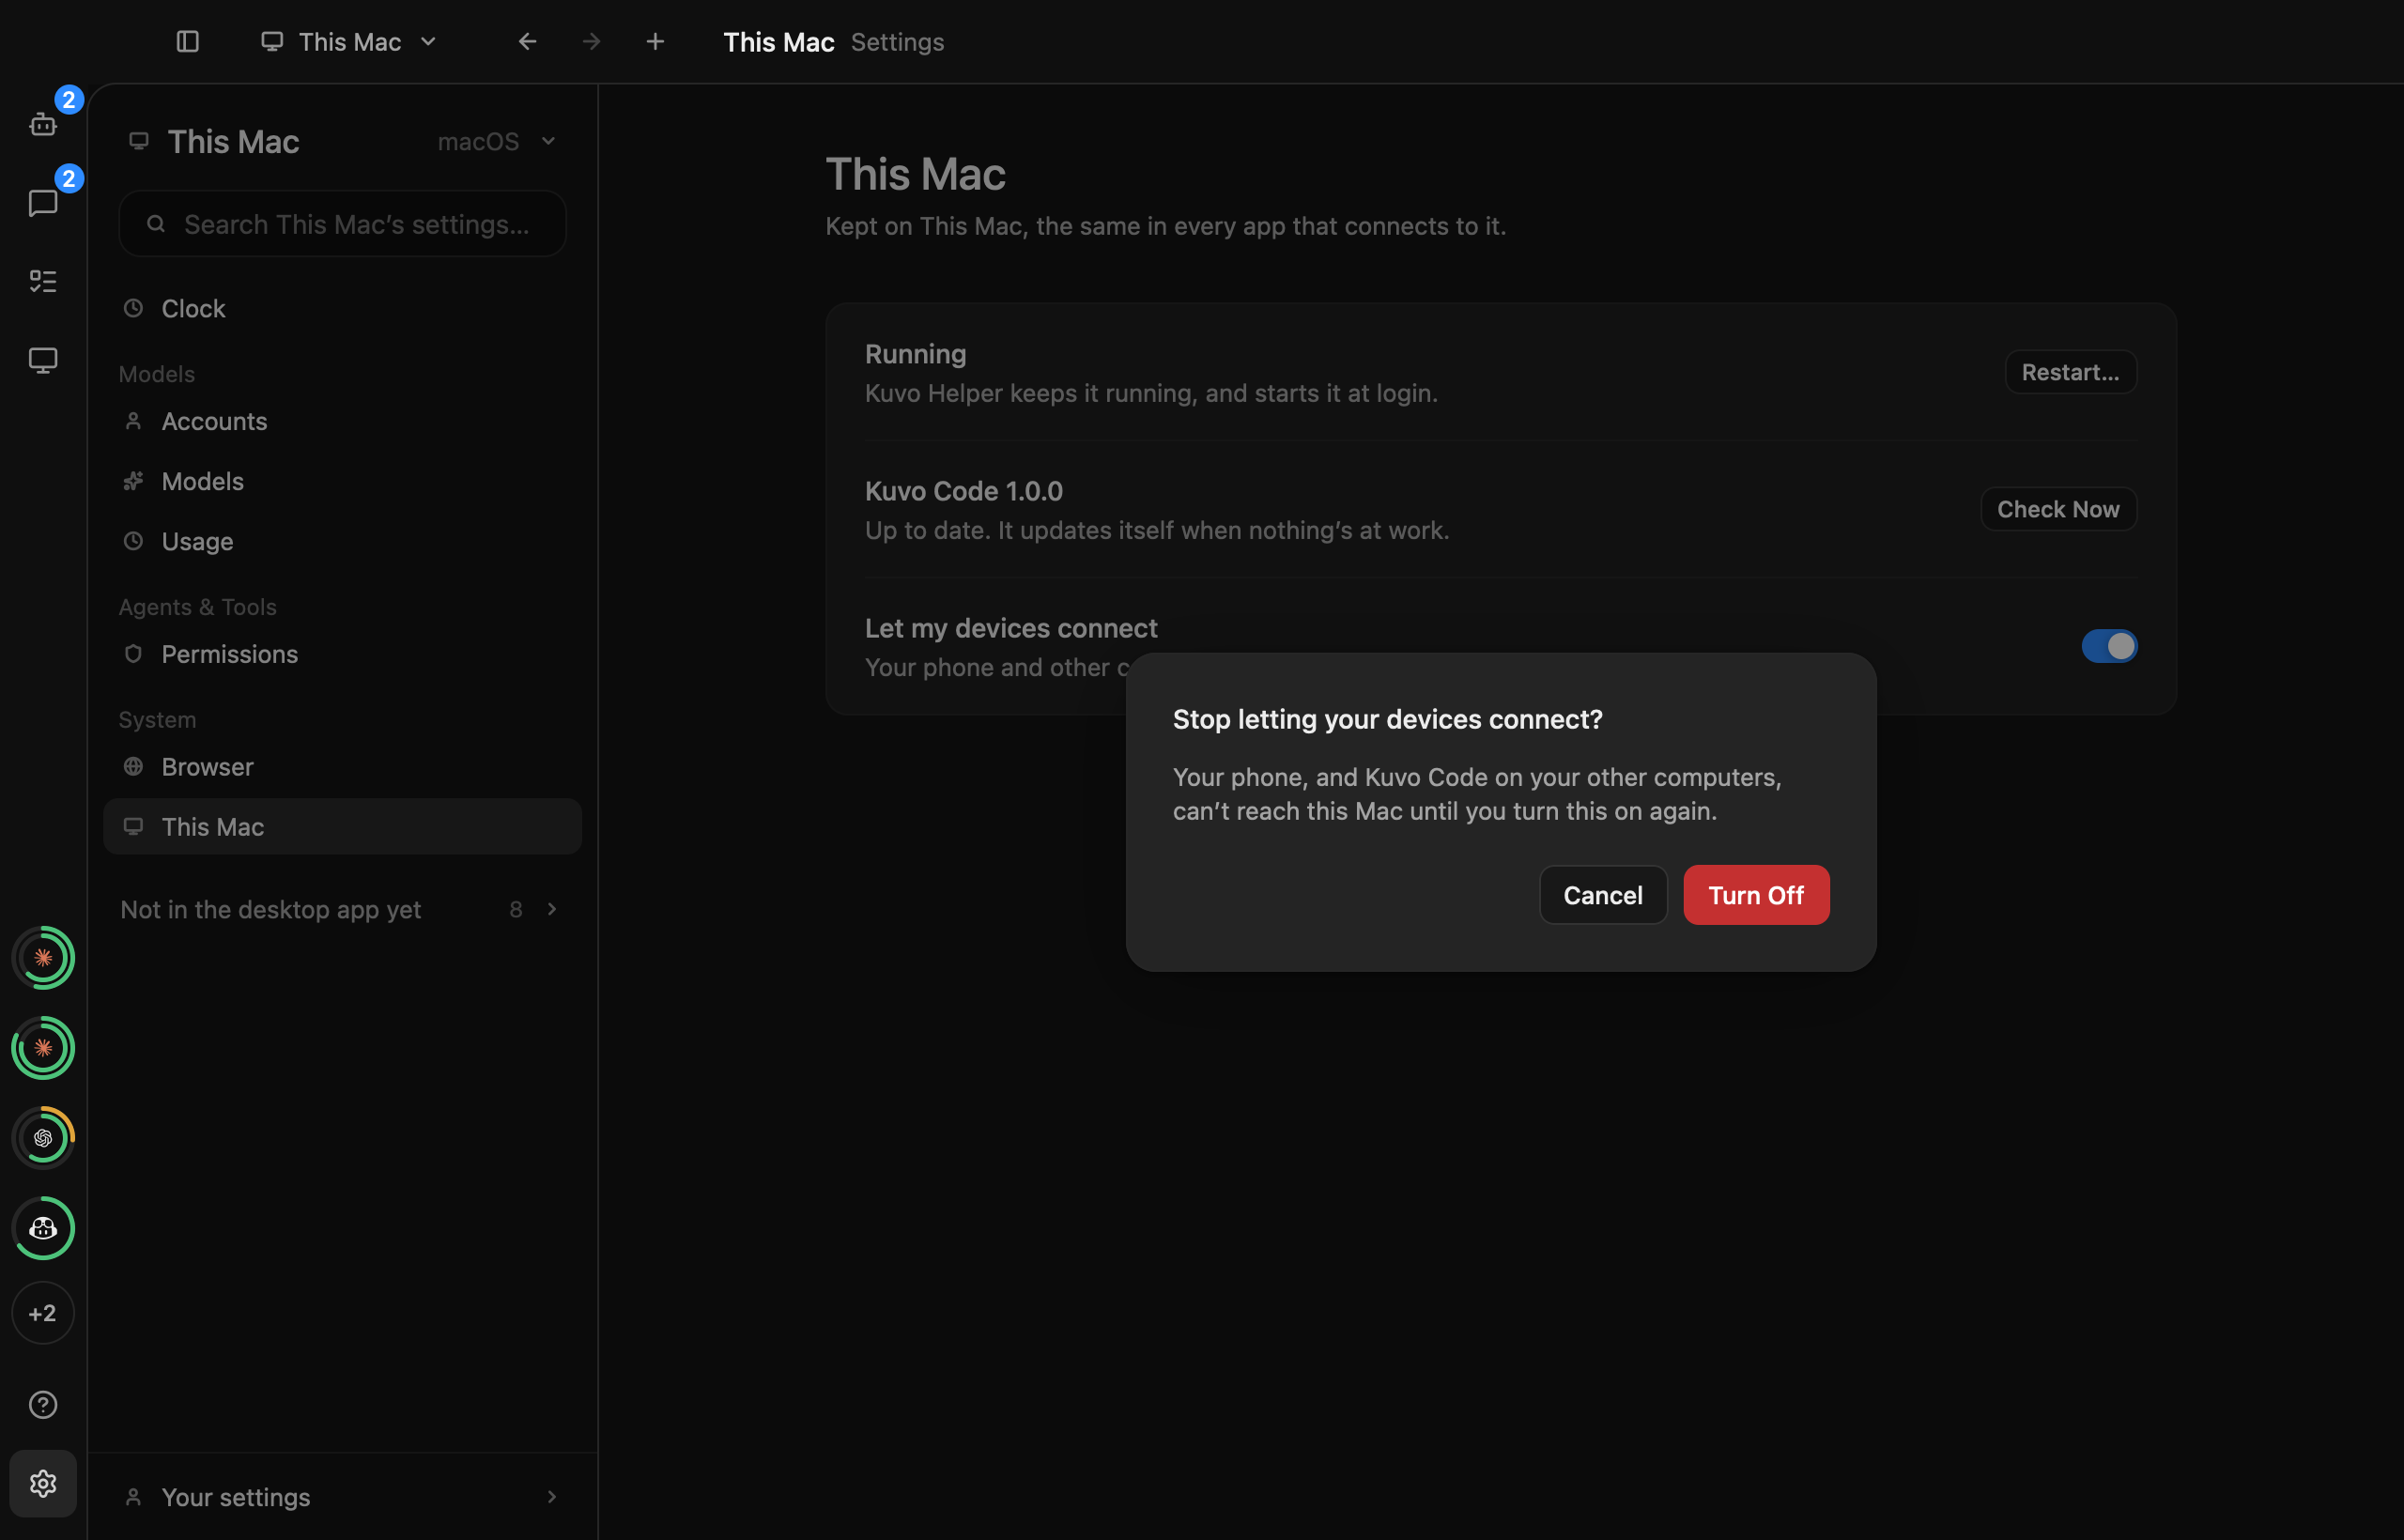 This Mac
This Mac Settings
2
2
This Mac macOS
Search This Mac’s settings...
Clock
Models
Accounts
Models
Usage
Agents & Tools
Permissions
System
Browser
This Mac
Not in the desktop app yet 8
+2
Your settings
This Mac
Kept on This Mac, the same in every app that connects to it.
Running
Kuvo Helper keeps it running, and starts it at login.
Restart...
Kuvo Code 1.0.0
Up to date. It updates itself when nothing’s at work.
Check Now
Let my devices connect
Your phone and other
Stop letting your devices connect?
Your phone, and Kuvo Code on your other computers,
can’t reach this Mac until you turn this on again.
Cancel
Turn Off